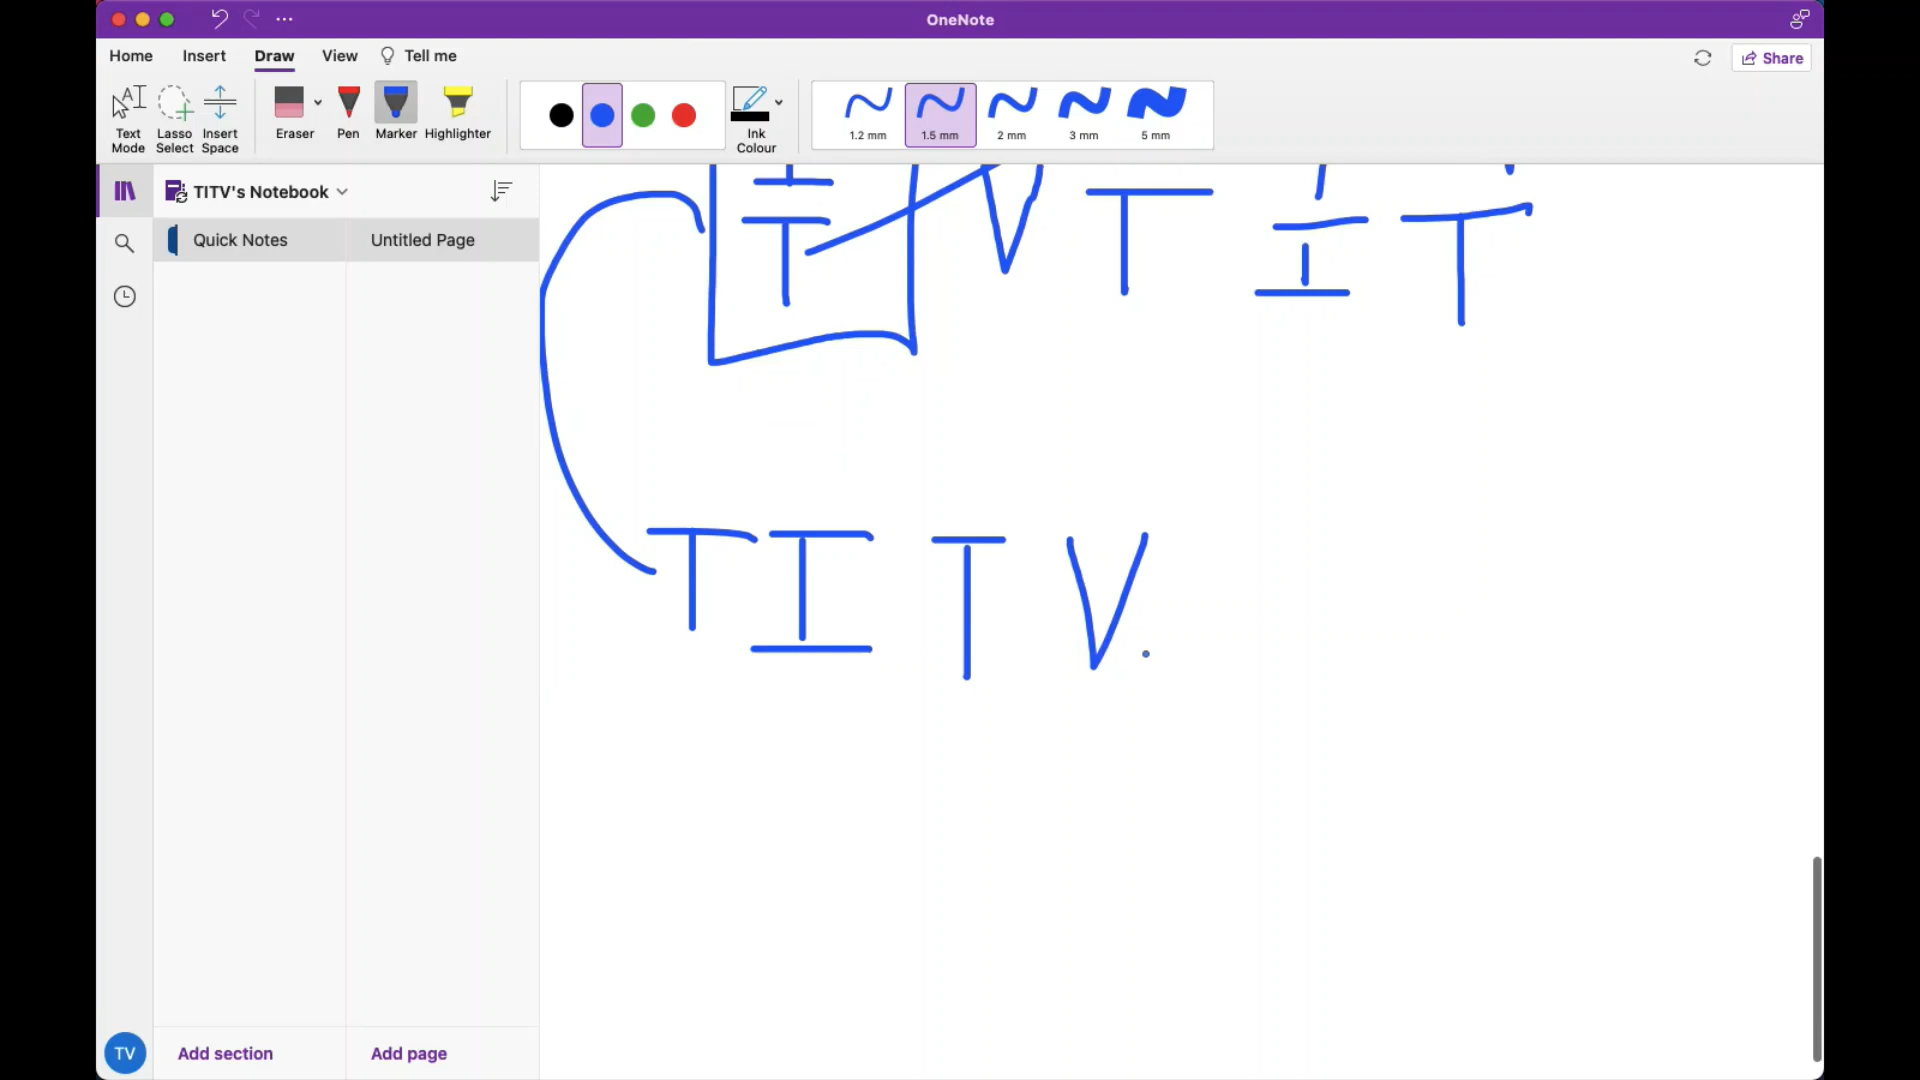 OneNote
Home Insert Draw View Tell me
Share
Text Mode
Lasso Select
Insert Space
Eraser
Pen
Marker
Highlighter
Ink Colour
1.2 mm
1.5 mm
2 mm
3 mm
5 mm
TITV's Notebook
Quick Notes
Untitled Page
I
T V T I T
T I T V.
TV
Add section
Add page